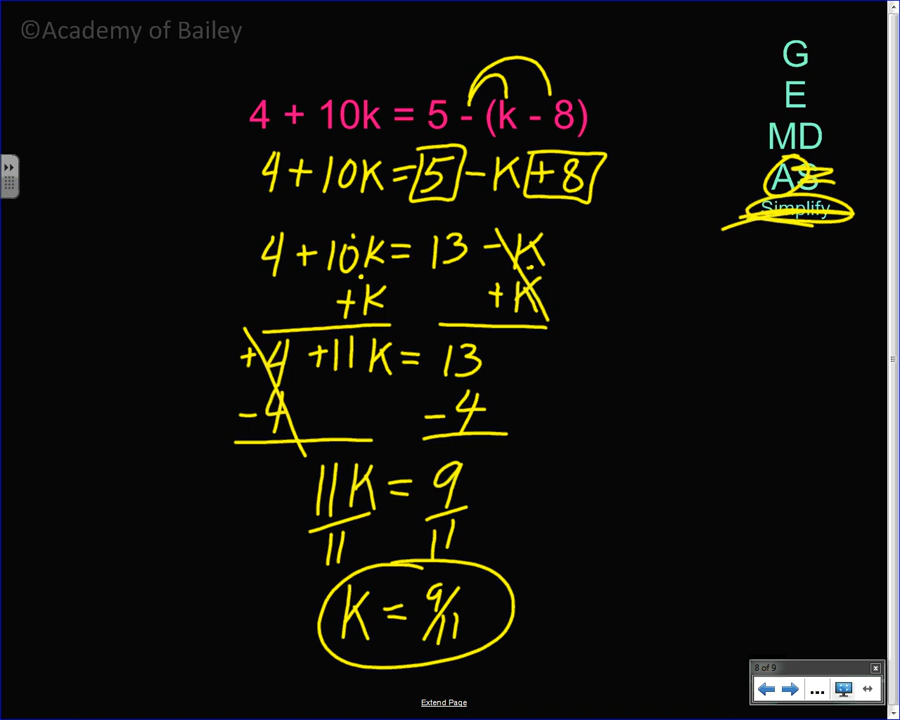 ©Academy of Bailey
G
E
MD
AS
Simplify
4 + 10k = 5 - (k - 8)
4 + 10K = 5 - K + 8
4 + 10K = 13 - K
+K +K
+4 +11K = 13
-4 -4
11K = 9
11 11
K = 9/11
8 of 9
Extend Page